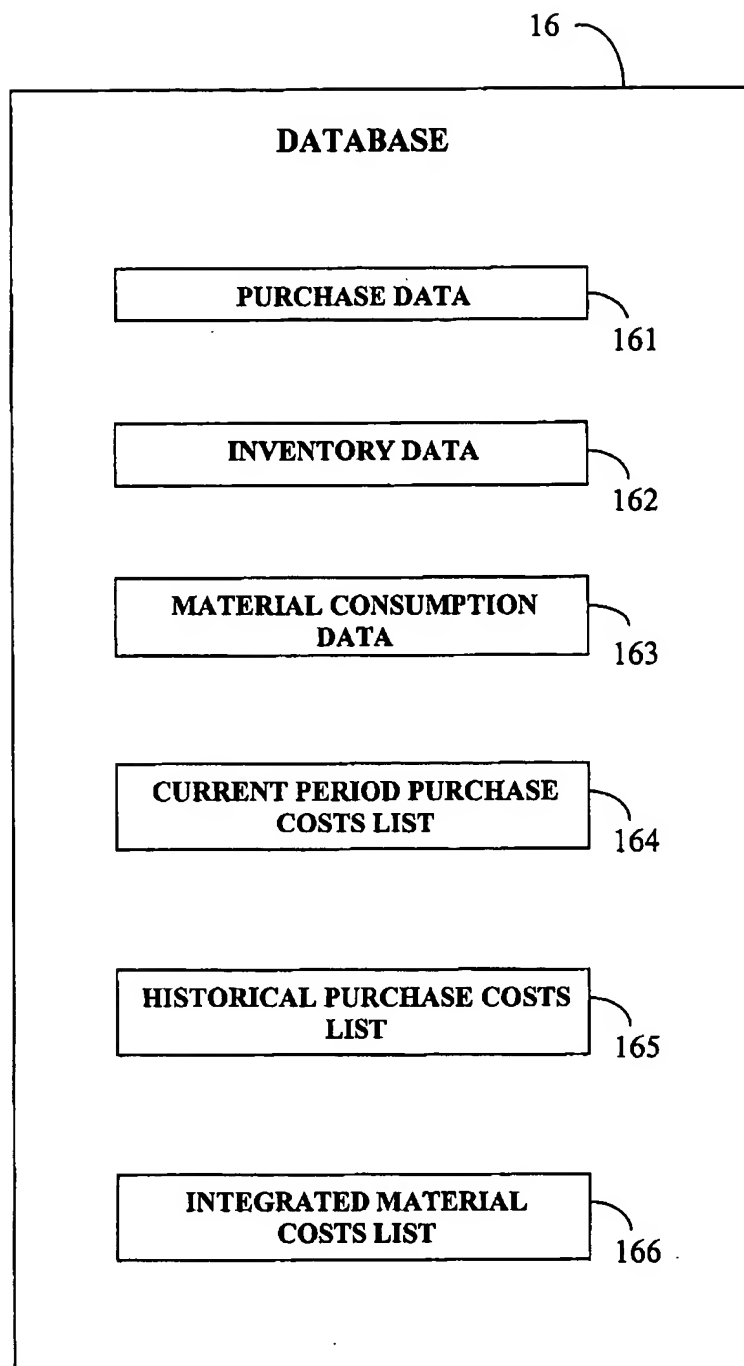 16
DATABASE
PURCHASE DATA
161
INVENTORY DATA
162
MATERIAL CONSUMPTION
DATA
163
CURRENT PERIOD PURCHASE
COSTS LIST
164
HISTORICAL PURCHASE COSTS
LIST
165
INTEGRATED MATERIAL
COSTS LIST
166